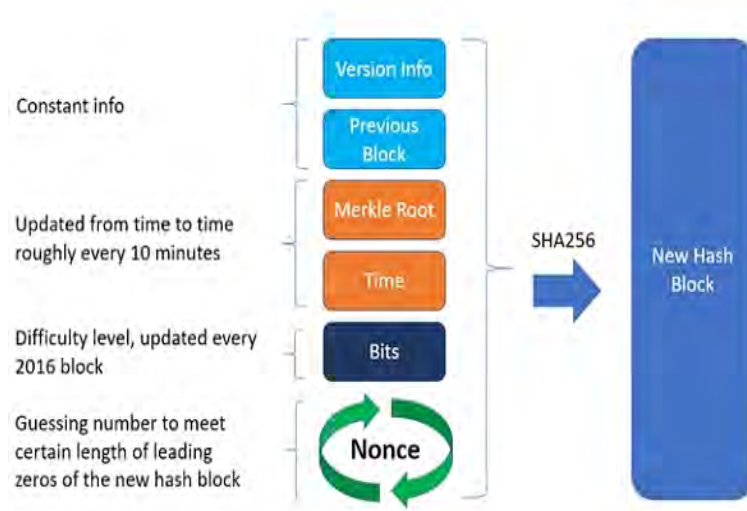 Constant info
Version Info
Previous
Block
Updated from time to time
roughly every 10 minutes
Merkle Root
Time
Difficulty level, updated every
2016 block
Bits
Guessing number to meet
certain length of leading
zeros of the new hash block
Nonce
SHA256
New Hash
Block